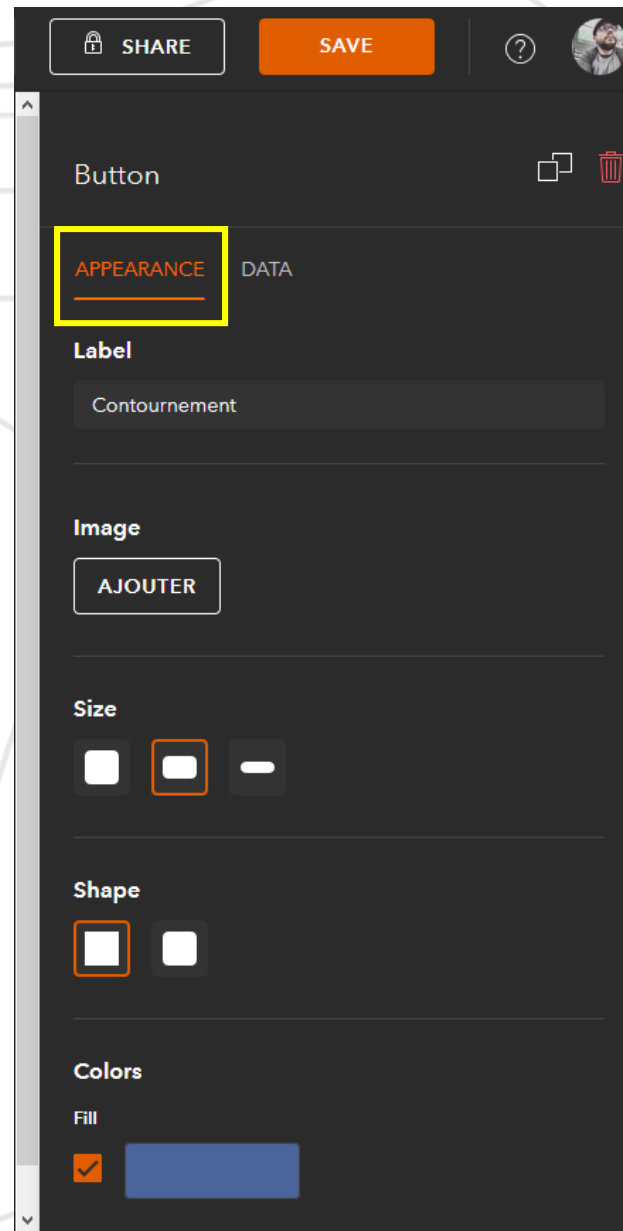 SHARE SAVE ?
Button
APPEARANCE DATA
Label
Contournement
Image
AJOUTER
Size
Shape
Colors
Fill